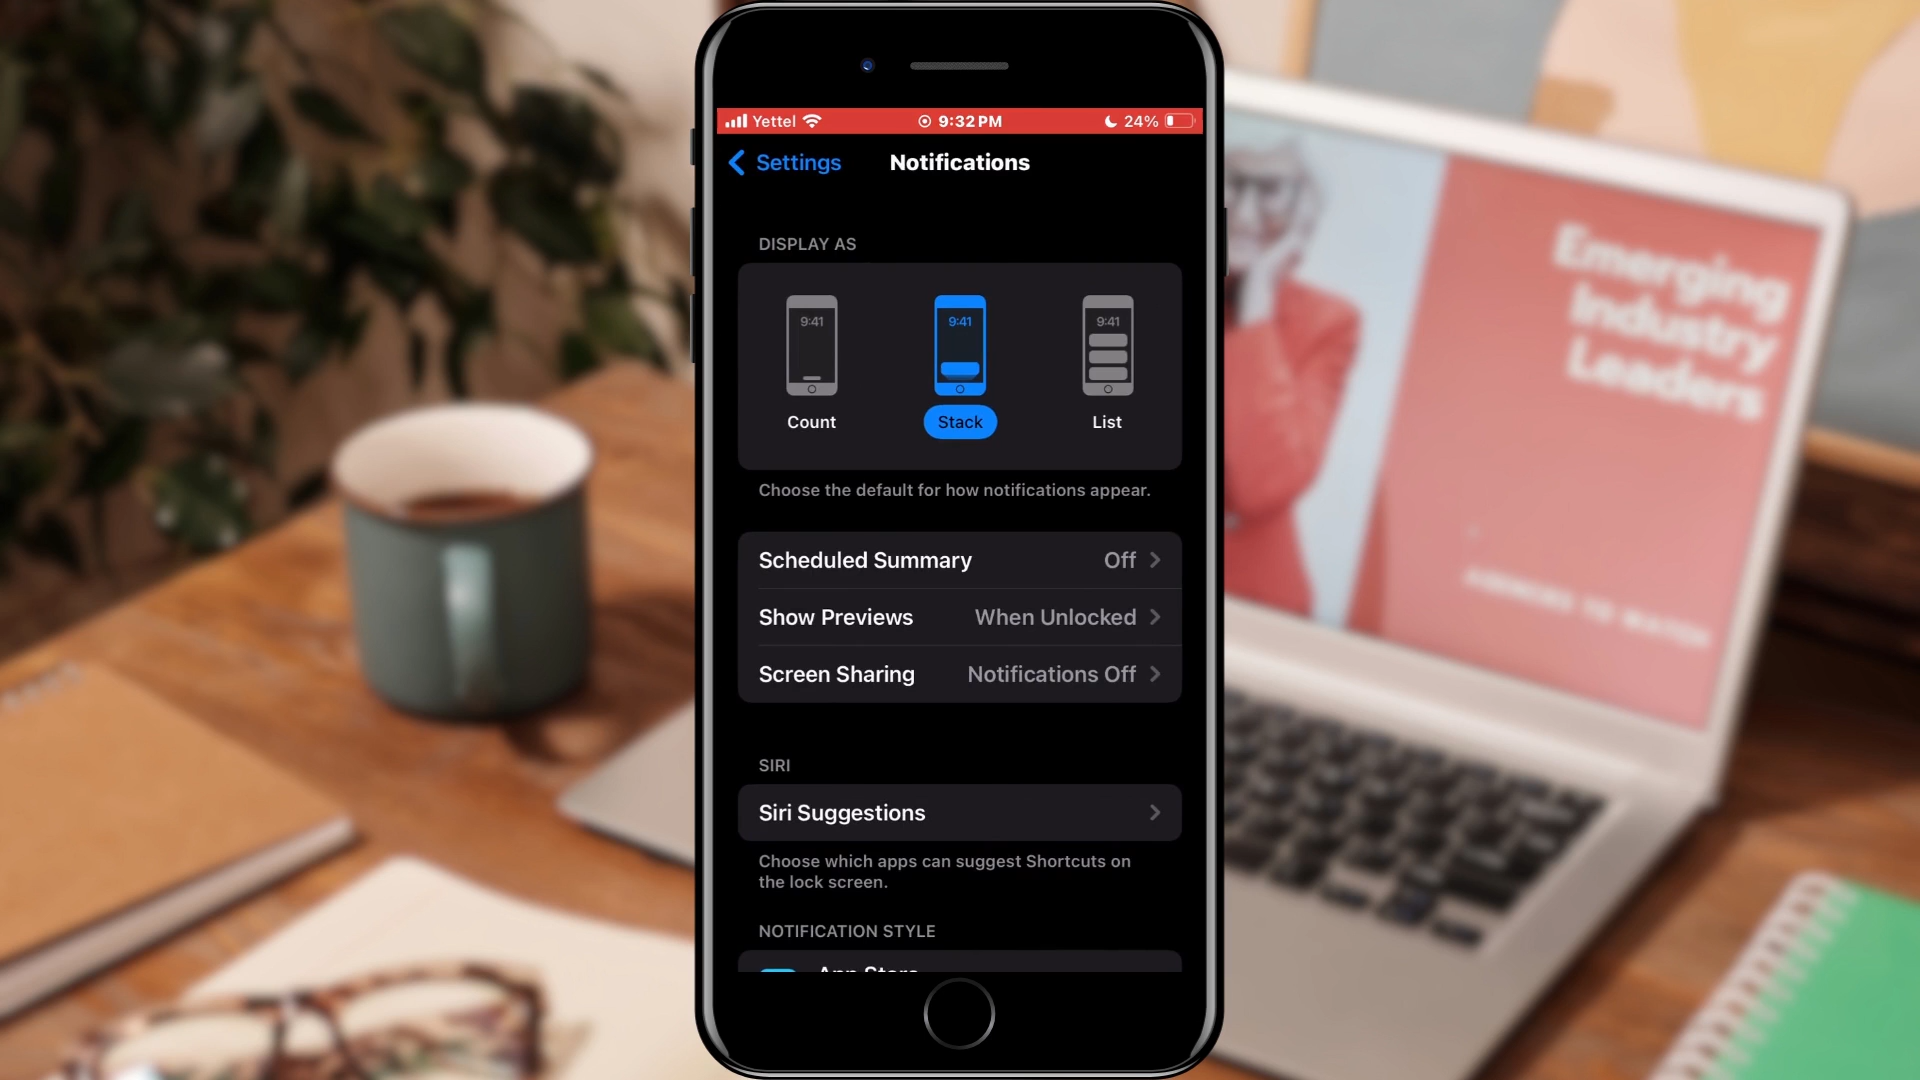 Yettel 9:32 PM 24%
Settings Notifications
DISPLAY AS
9:41 9:41 9:41
Count Stack List
Choose the default for how notifications appear.
Scheduled Summary Off
Show Previews When Unlocked
Screen Sharing Notifications Off
SIRI
Siri Suggestions
Choose which apps can suggest Shortcuts on
the lock screen.
NOTIFICATION STYLE
App Store
Emerging
Industry
Leaders